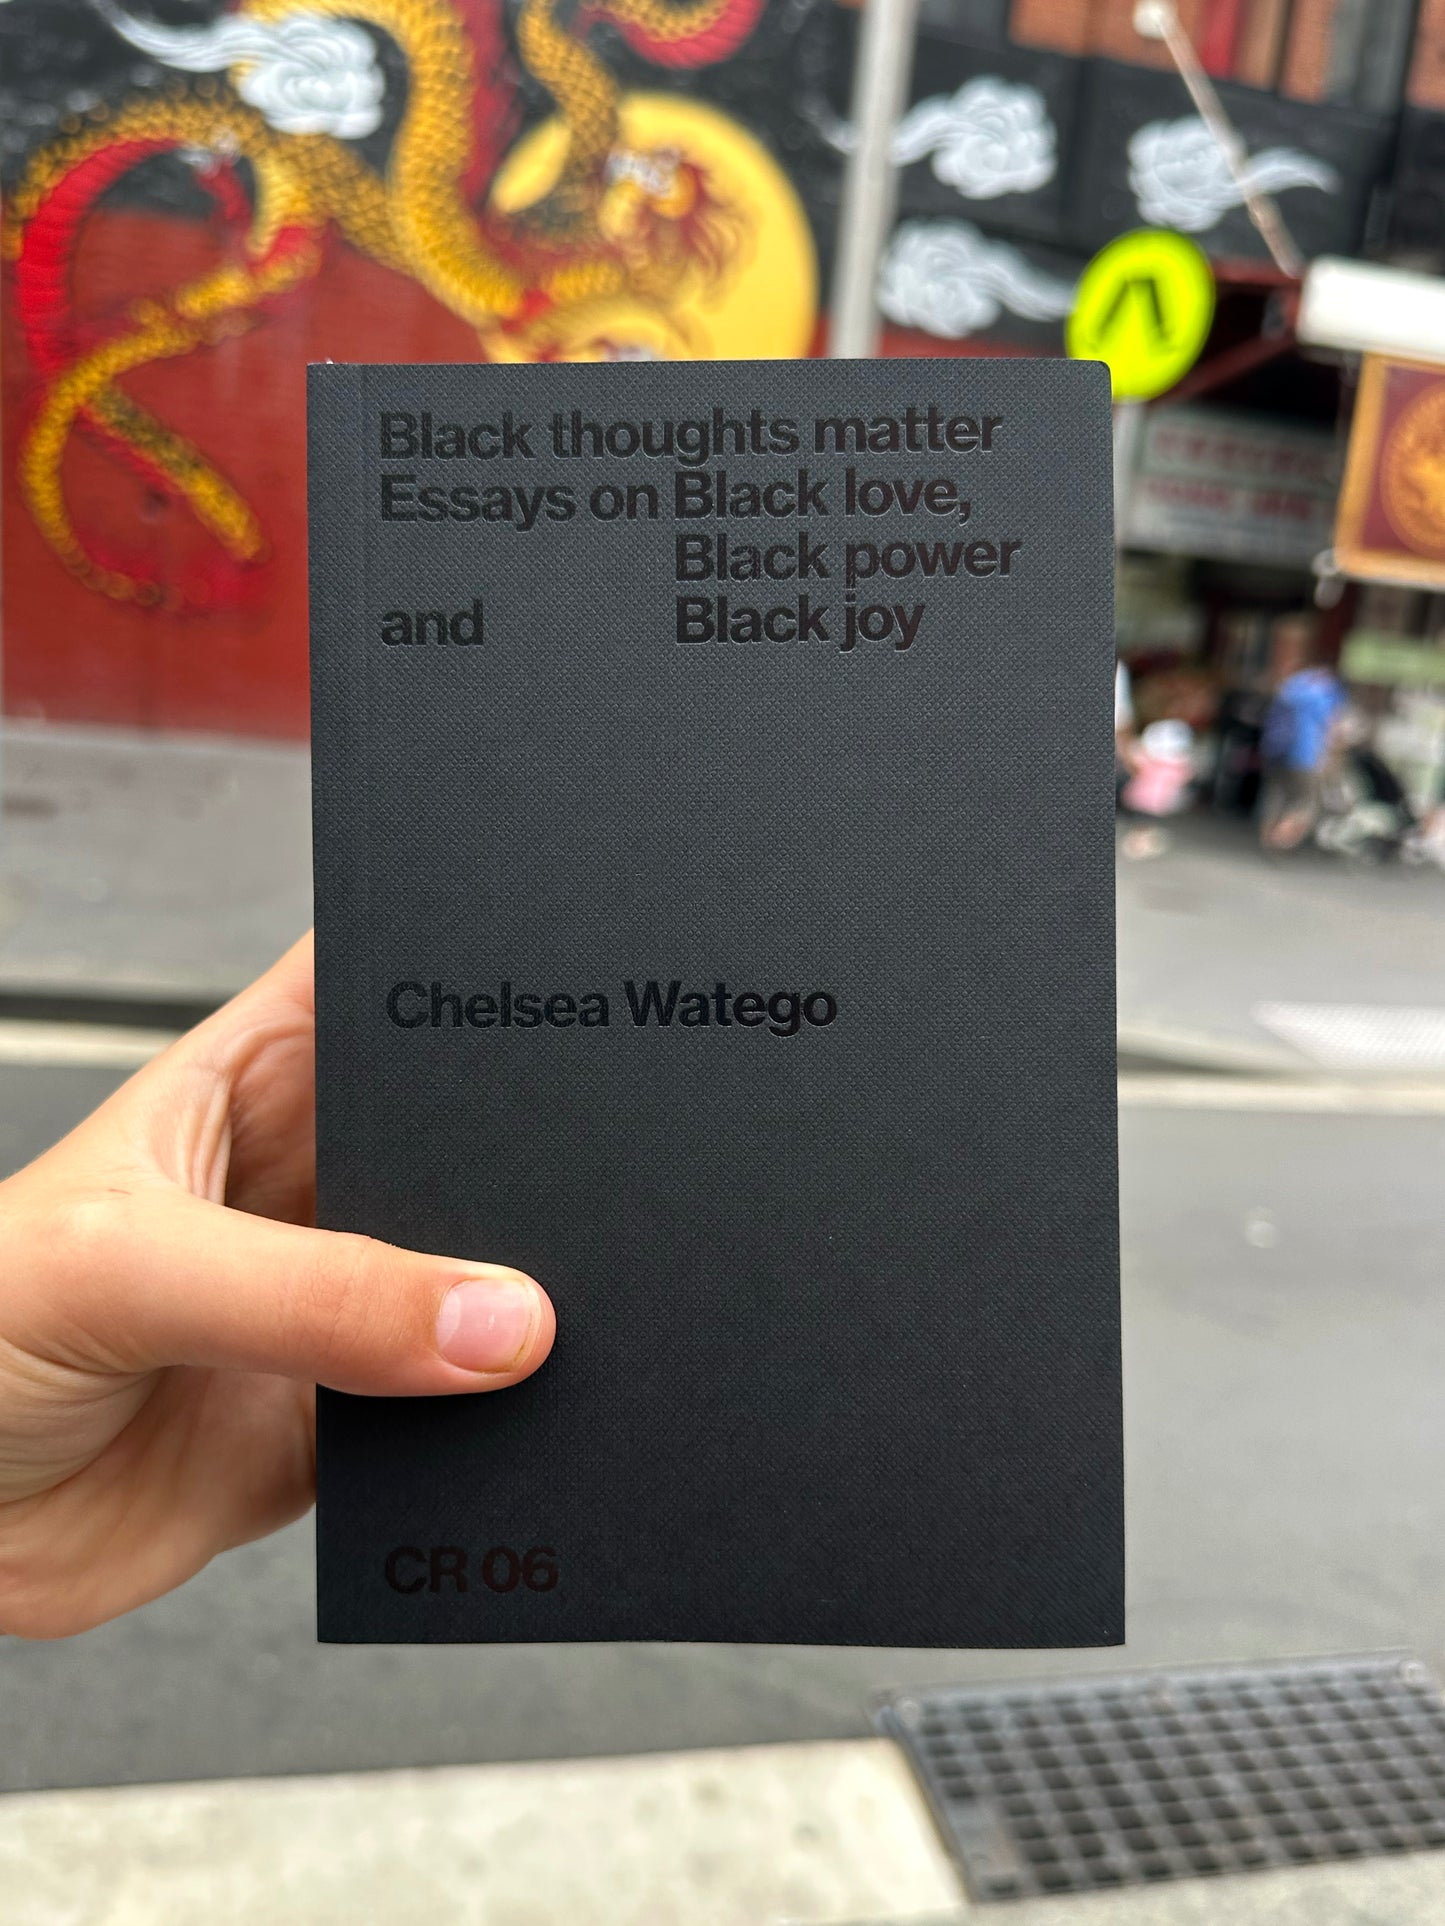 Black thoughts matter
Essays on Black love,
Black power
and Black joy
Chelsea Watego
CR 06